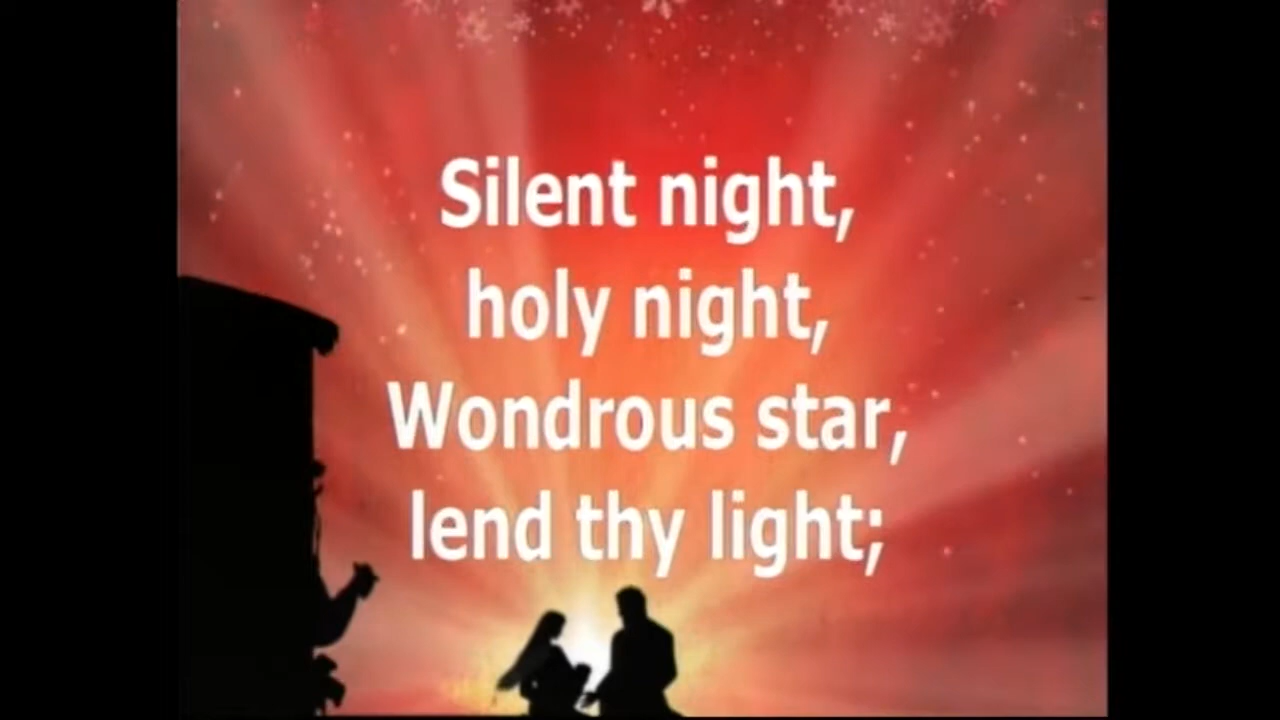 Silent night,
holy night,
Wondrous star,
lend thy light;